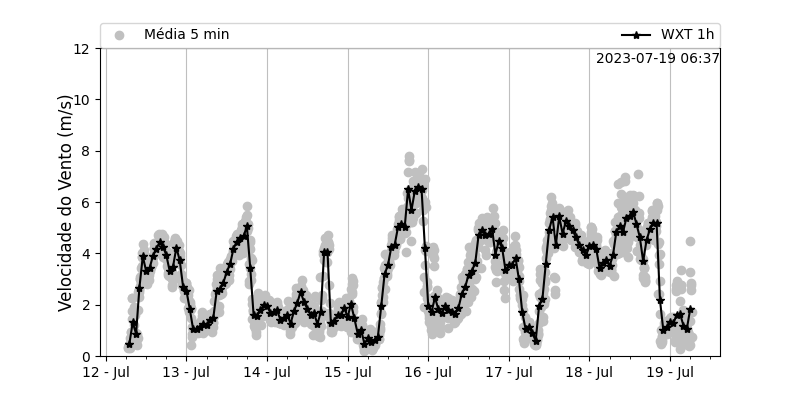 Média 5 min
WXT 1h
2023-07-19 06:37
Velocidade do Vento (m/s)
12
10
8
6
4
2
0
12 - Jul 13 - Jul 14 - Jul 15 - Jul 16 - Jul 17 - Jul 18 - Jul 19 - Jul